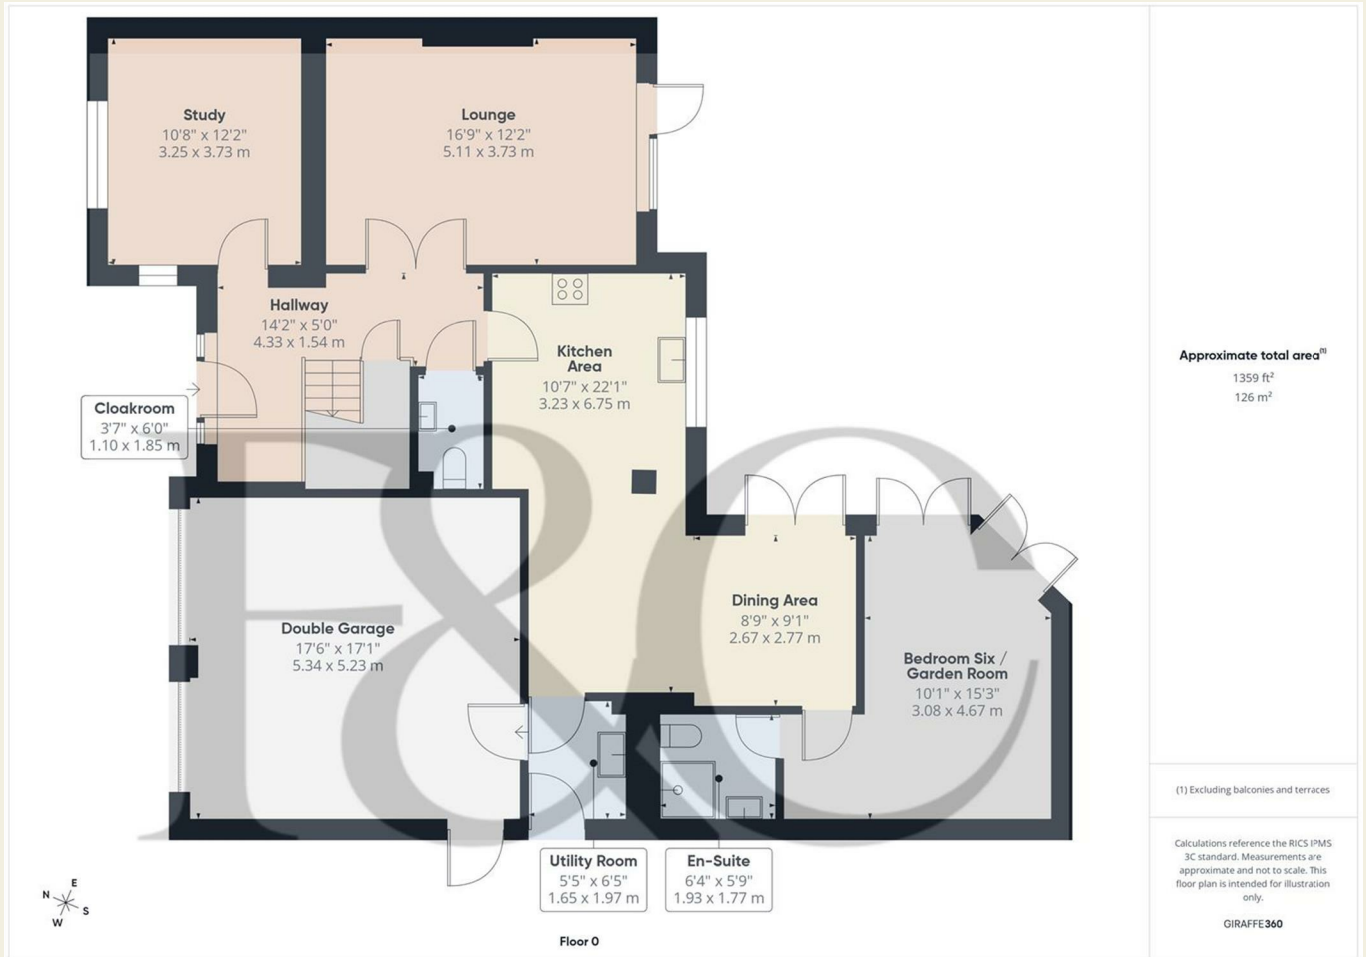 Study
10'8" x 12'2"
3.25 x 3.73 m
Lounge
16'9" x 12'2"
5.11 x 3.73 m
Hallway
14'2" x 5'0"
4.33 x 1.54 m
Kitchen
Area
10'7" x 22'1"
3.23 x 6.75 m
Cloakroom
3'7" x 6'0"
1.10 x 1.85 m
Double Garage
17'6" x 17'1"
5.34 x 5.23 m
Dining Area
8'9" x 9'1"
2.67 x 2.77 m
Bedroom Six /
Garden Room
10'1" x 15'3"
3.08 x 4.67 m
Utility Room
5'5" x 6'5"
1.65 x 1.97 m
En-Suite
6'4" x 5'9"
1.93 x 1.77 m
F&C
N
E
S
W
Floor 0
Approximate total area(1)
1359 ft²
126 m²
(1) Excluding balconies and terraces
Calculations reference the RICS IPMS
3C standard. Measurements are
approximate and not to scale. This
floor plan is intended for illustration
only.
GIRAFFE360